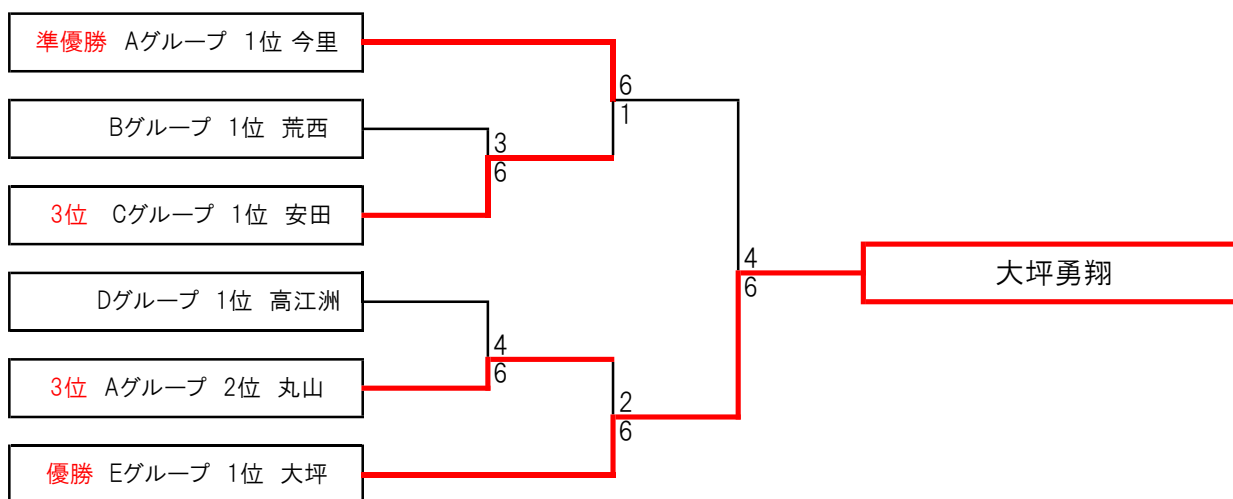 準優勝 Aグループ 1位 今里
6
1
Bグループ 1位 荒西
3
6
3位 Cグループ 1位 安田
4
6
大坪勇翔
Dグループ 1位 高江洲
4
6
3位 Aグループ 2位 丸山
2
6
優勝 Eグループ 1位 大坪